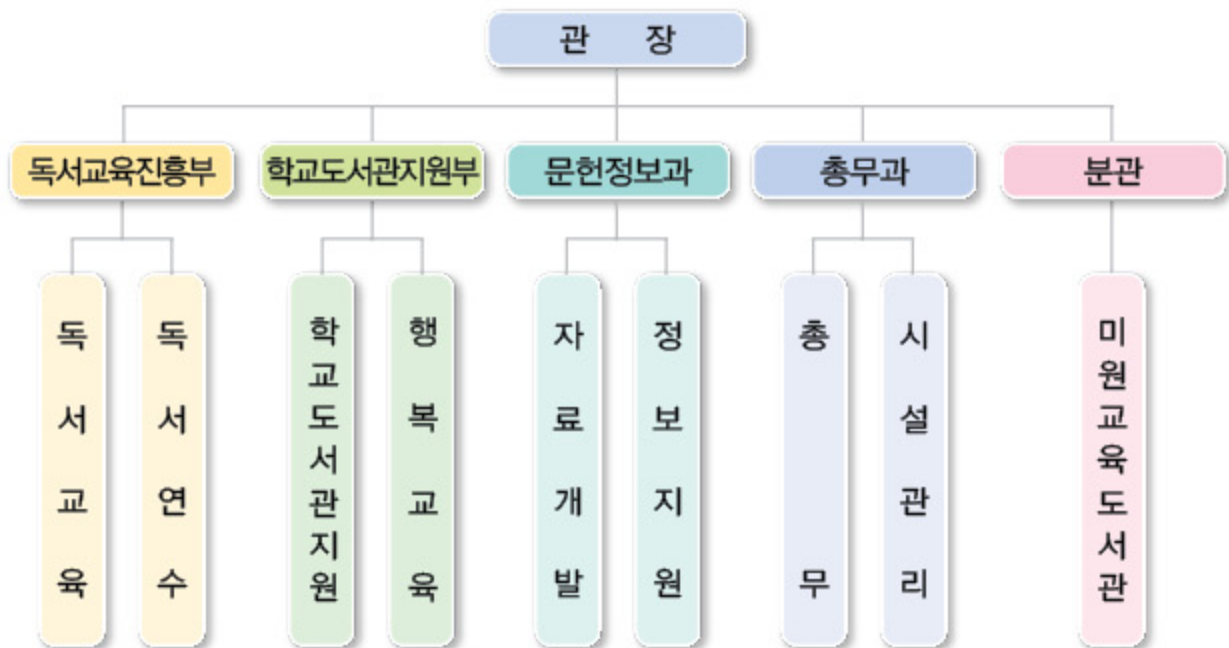 관 장
독서교육진흥부
학교도서관지원부
문헌정보과
총무과
분관
독서교육
독서연수
학교도서관지원
행복교육
자료개발
정보지원
총무
시설관리
미원교육도서관